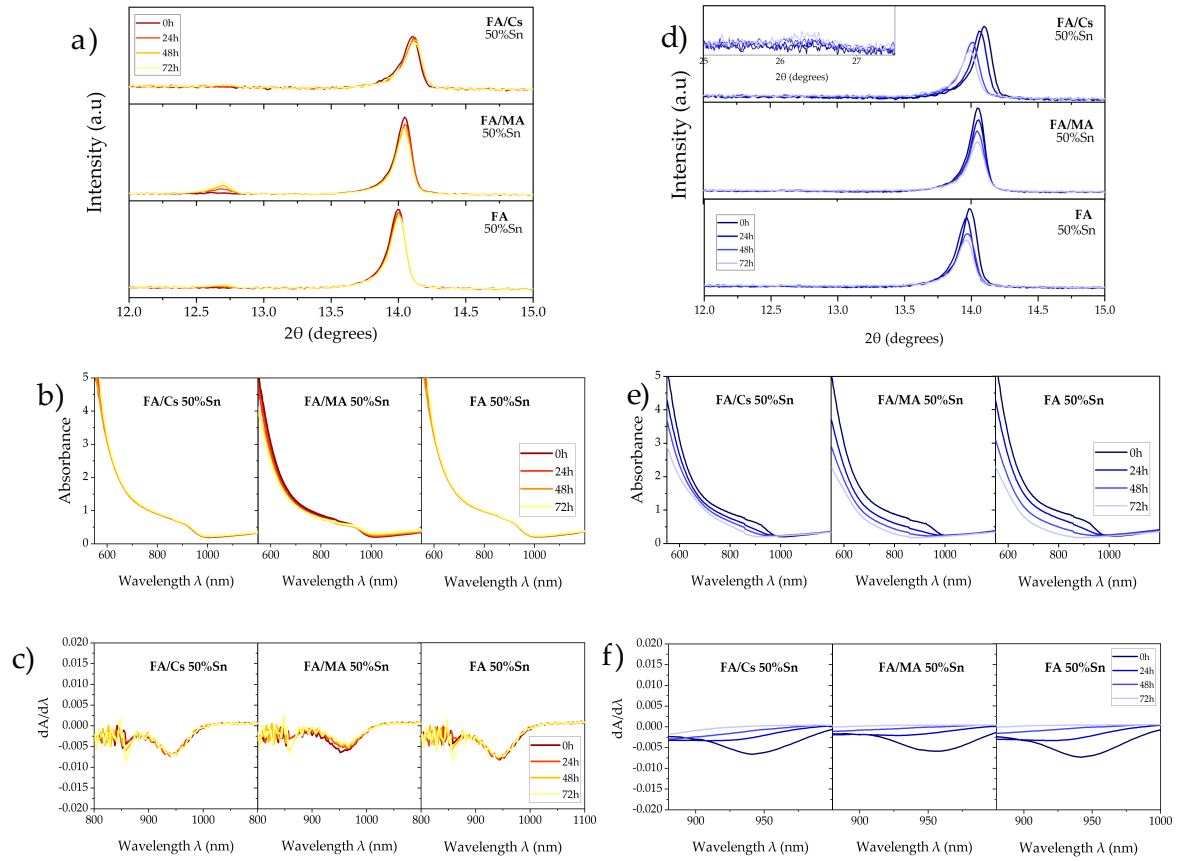 a)
0h
24h
48h
72h
FA/Cs
50%Sn
FA/MA
50%Sn
FA
50%Sn
Intensity (a.u)
12.0 12.5 13.0 13.5 14.0 14.5 15.0
2θ (degrees)
d)
FA/Cs
50%Sn
25 26 27
2θ (degrees)
FA/MA
50%Sn
0h
24h
48h
72h
FA
50%Sn
Intensity (a.u)
12.0 12.5 13.0 13.5 14.0 14.5 15.0
2θ (degrees)
b)
FA/Cs 50%Sn
FA/MA 50%Sn
FA 50%Sn
0h
24h
48h
72h
Absorbance
5
4
3
2
1
0
600 800 1000 600 800 1000 600 800 1000
Wavelength λ (nm)
Wavelength λ (nm)
Wavelength λ (nm)
e)
FA/Cs 50%Sn
FA/MA 50%Sn
FA 50%Sn
0h
24h
48h
72h
Absorbance
5
4
3
2
1
0
600 800 1000 600 800 1000 600 800 1000
Wavelength λ (nm)
Wavelength λ (nm)
Wavelength λ (nm)
c)
FA/Cs 50%Sn
FA/MA 50%Sn
FA 50%Sn
0h
24h
48h
72h
dA/dλ
0.020
0.015
0.010
0.005
0.000
-0.005
-0.010
-0.015
-0.020
800 900 1000 800 900 1000 800 900 1000 1100
Wavelength λ (nm)
Wavelength λ (nm)
Wavelength λ (nm)
f)
FA/Cs 50%Sn
FA/MA 50%Sn
FA 50%Sn
0h
24h
48h
72h
dA/dλ
0.020
0.015
0.010
0.005
0.000
-0.005
-0.010
-0.015
-0.020
900 950 900 950 900 950 1000
Wavelength λ (nm)
Wavelength λ (nm)
Wavelength λ (nm)